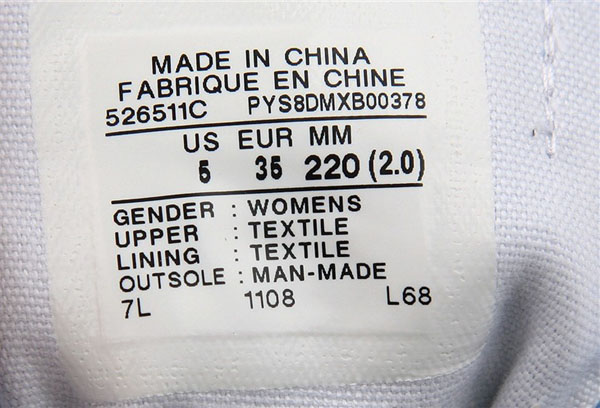 MADE IN CHINA
FABRIQUE EN CHINE
526511C PYS8DMXB00378
US EUR MM
5 35 220 (2.0)
GENDER : WOMENS
UPPER : TEXTILE
LINING : TEXTILE
OUTSOLE : MAN-MADE
7L 1108 L68